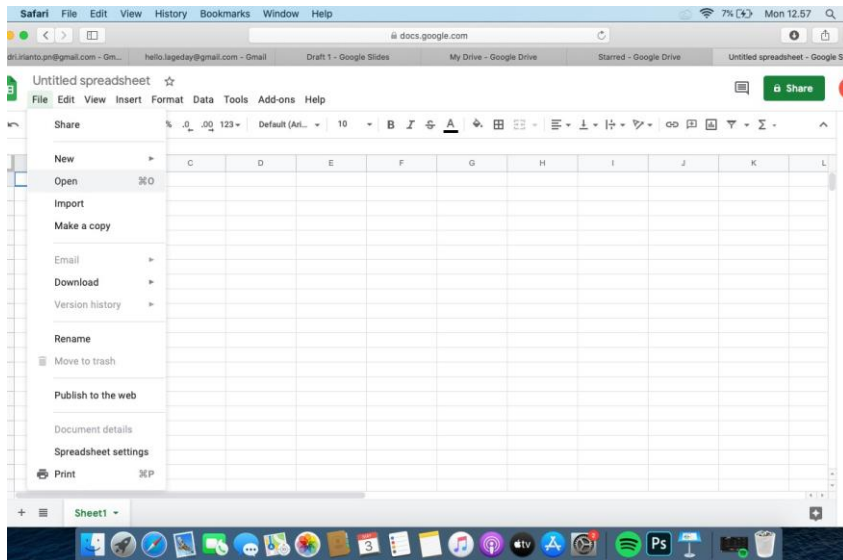 Safari File Edit View History Bookmarks Window Help 7% Mon 12.57
docs.google.com
dri.irianto.pn@gmail.com - Gm... hello.lageday@gmail.com - Gmail Draft 1 - Google Slides My Drive - Google Drive Starred - Google Drive Untitled spreadsheet - Google S
Untitled spreadsheet
Share
File Edit View Insert Format Data Tools Add-ons Help
% .0 .00 123 Default (Ari... 10 B I S A
Share
New
Open ⌘O
Import
Make a copy
Email
Download
Version history
Rename
Move to trash
Publish to the web
Document details
Spreadsheet settings
Print ⌘P
C D E F G H I J K L
+ Sheet1
3 tv Ps